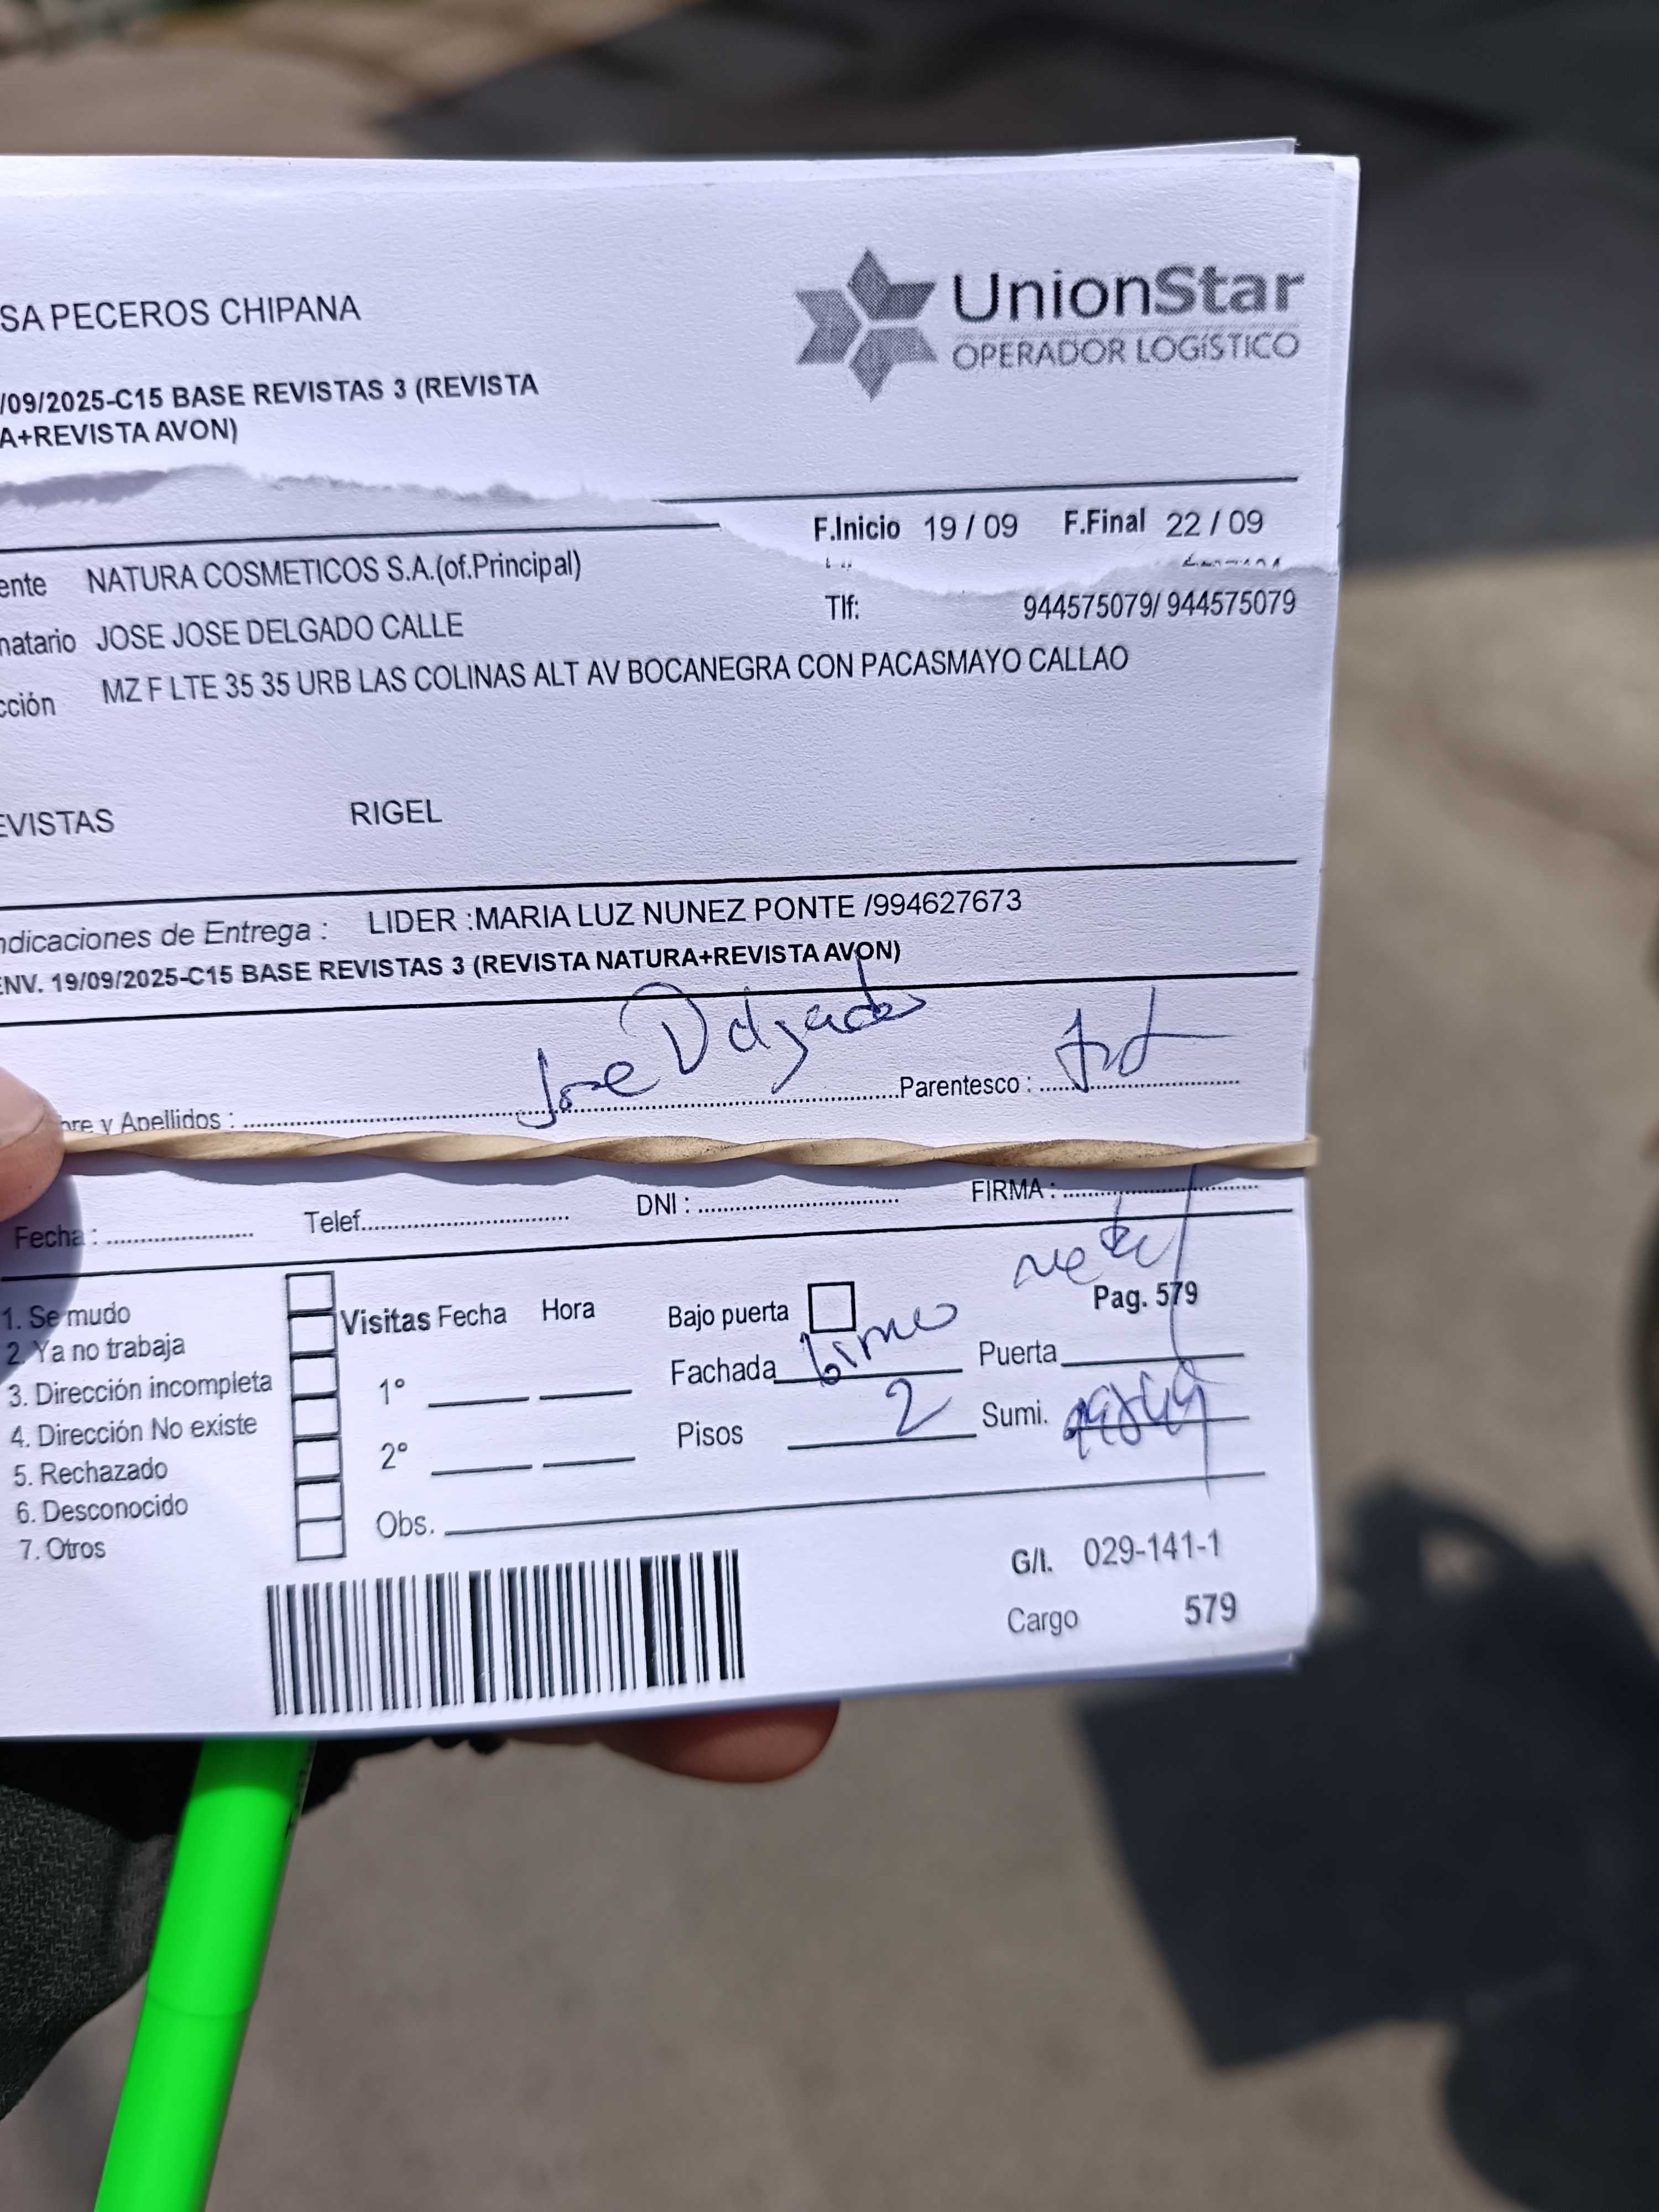 SA PECEROS CHIPANA
UnionStar
OPERADOR LOGÍSTICO
/09/2025-C15 BASE REVISTAS 3 (REVISTA
A+REVISTA AVON)
F.Inicio 19 / 09 F.Final 22 / 09
ente NATURA COSMETICOS S.A.(of.Principal)
Tlf: 944575079/ 944575079
natario JOSE JOSE DELGADO CALLE
cción MZ F LTE 35 35 URB LAS COLINAS ALT AV BOCANEGRA CON PACASMAYO CALLAO
EVISTAS RIGEL
ndicaciones de Entrega : LIDER :MARIA LUZ NUNEZ PONTE /994627673
ENV. 19/09/2025-C15 BASE REVISTAS 3 (REVISTA NATURA+REVISTA AVON)
bre y Apellidos : Jose Delgado Parentesco : Tit
Fecha : Telef. DNI : FIRMA :
1. Se mudo
2. Ya no trabaja
3. Dirección incompleta
4. Dirección No existe
5. Rechazado
6. Desconocido
7. Otros
Visitas Fecha Hora
1°
2°
Obs.
Bajo puerta
Pag. 579
Fachada Puerta
Pisos 2 Sumi.
G/I. 029-141-1
Cargo 579